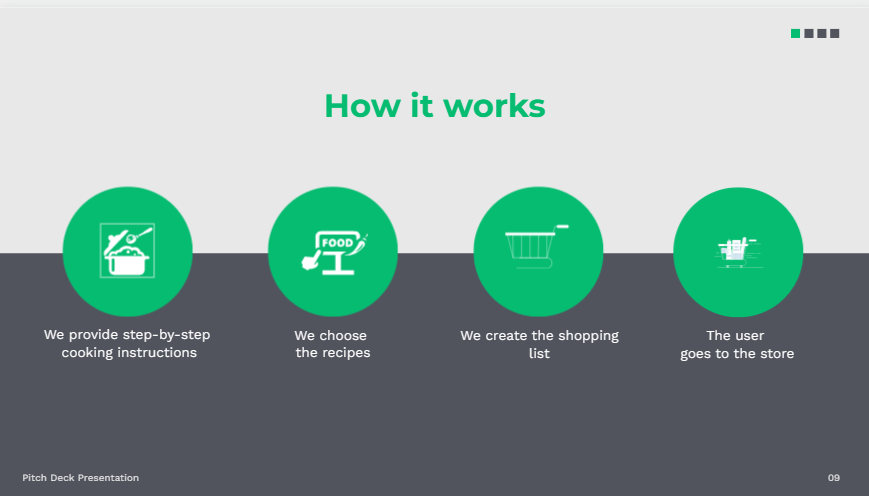 How it works
FOOD
We provide step-by-step
cooking instructions
We choose
the recipes
We create the shopping
list
The user
goes to the store
Pitch Deck Presentation
09